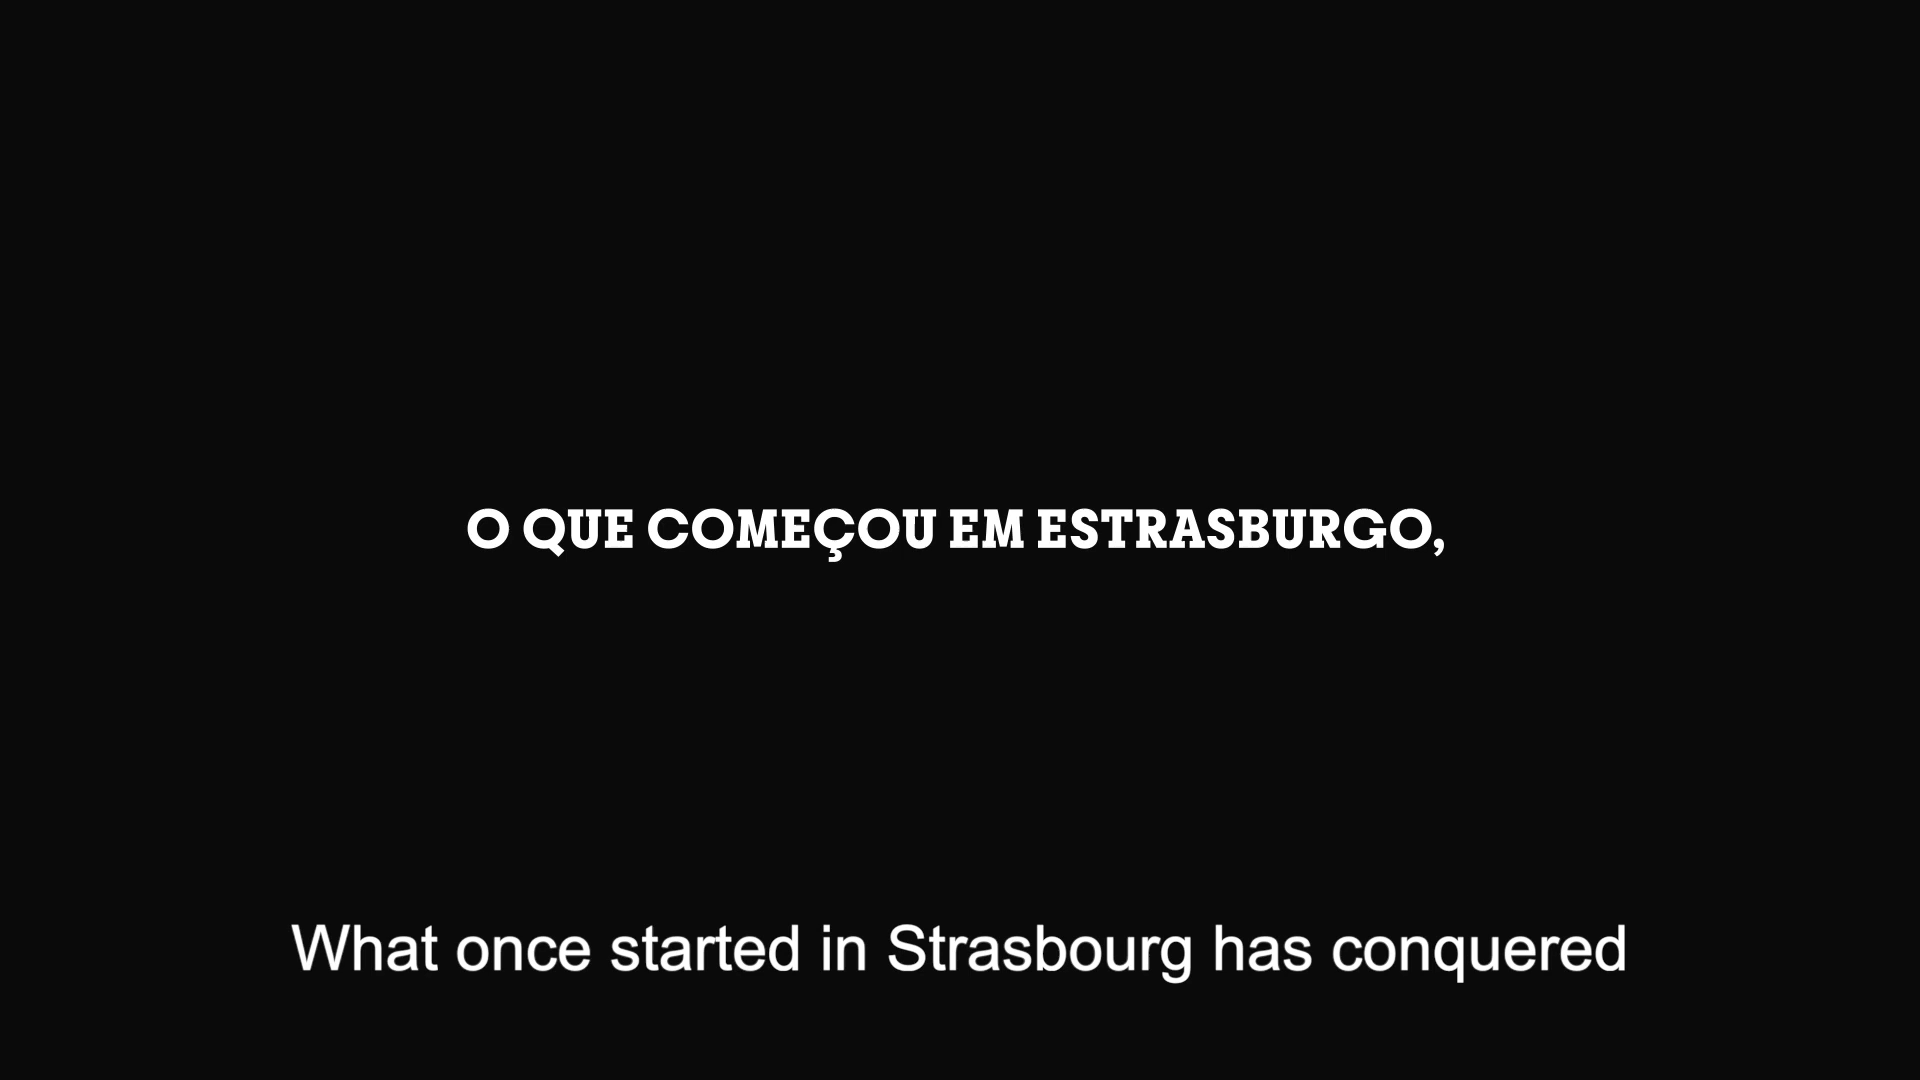 O QUE COMEÇOU EM ESTRASBURGO,
What once started in Strasbourg has conquered